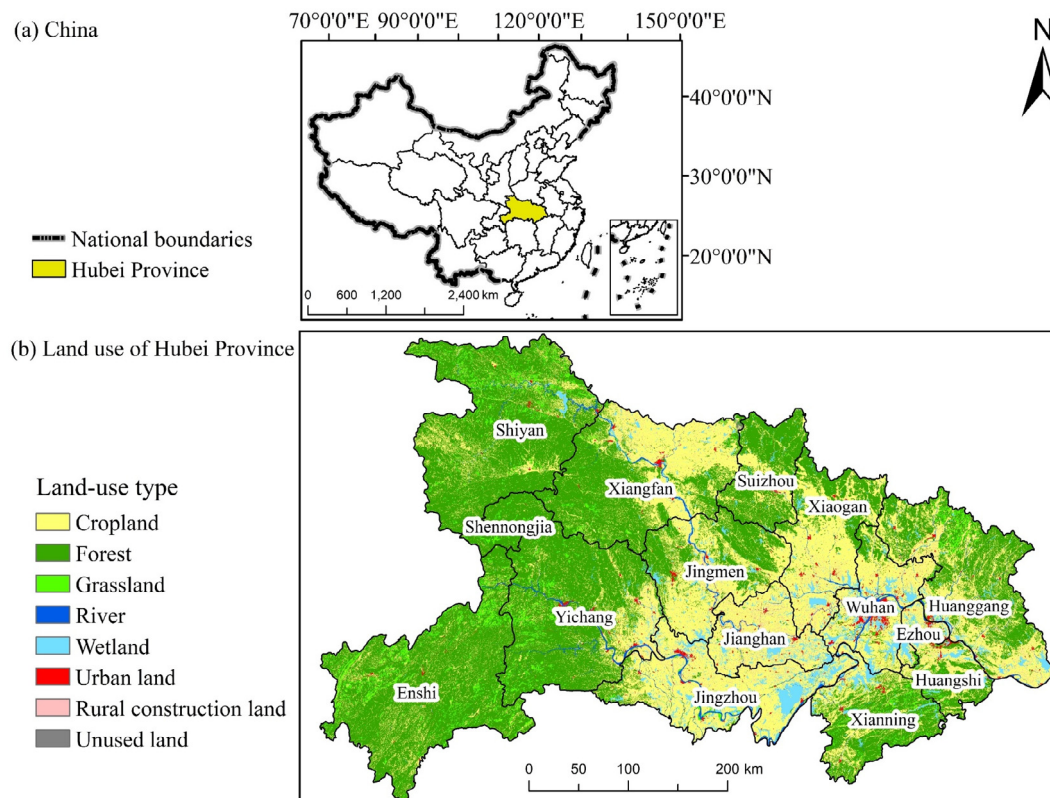 (a) China
70°0'0"E 90°0'0"E 120°0'0"E 150°0'0"E
N
40°0'0"N
30°0'0"N
20°0'0"N
National boundaries
Hubei Province
0 600 1,200 2,400 km
(b) Land use of Hubei Province
Shiyan
Xiangfan
Suizhou
Xiaogan
Shennongjia
Jingmen
Yichang
Wuhan
Huanggang
Jianghan
Ezhou
Enshi
Jingzhou
Huangshi
Xianning
Land-use type
Cropland
Forest
Grassland
River
Wetland
Urban land
Rural construction land
Unused land
0 50 100 200 km